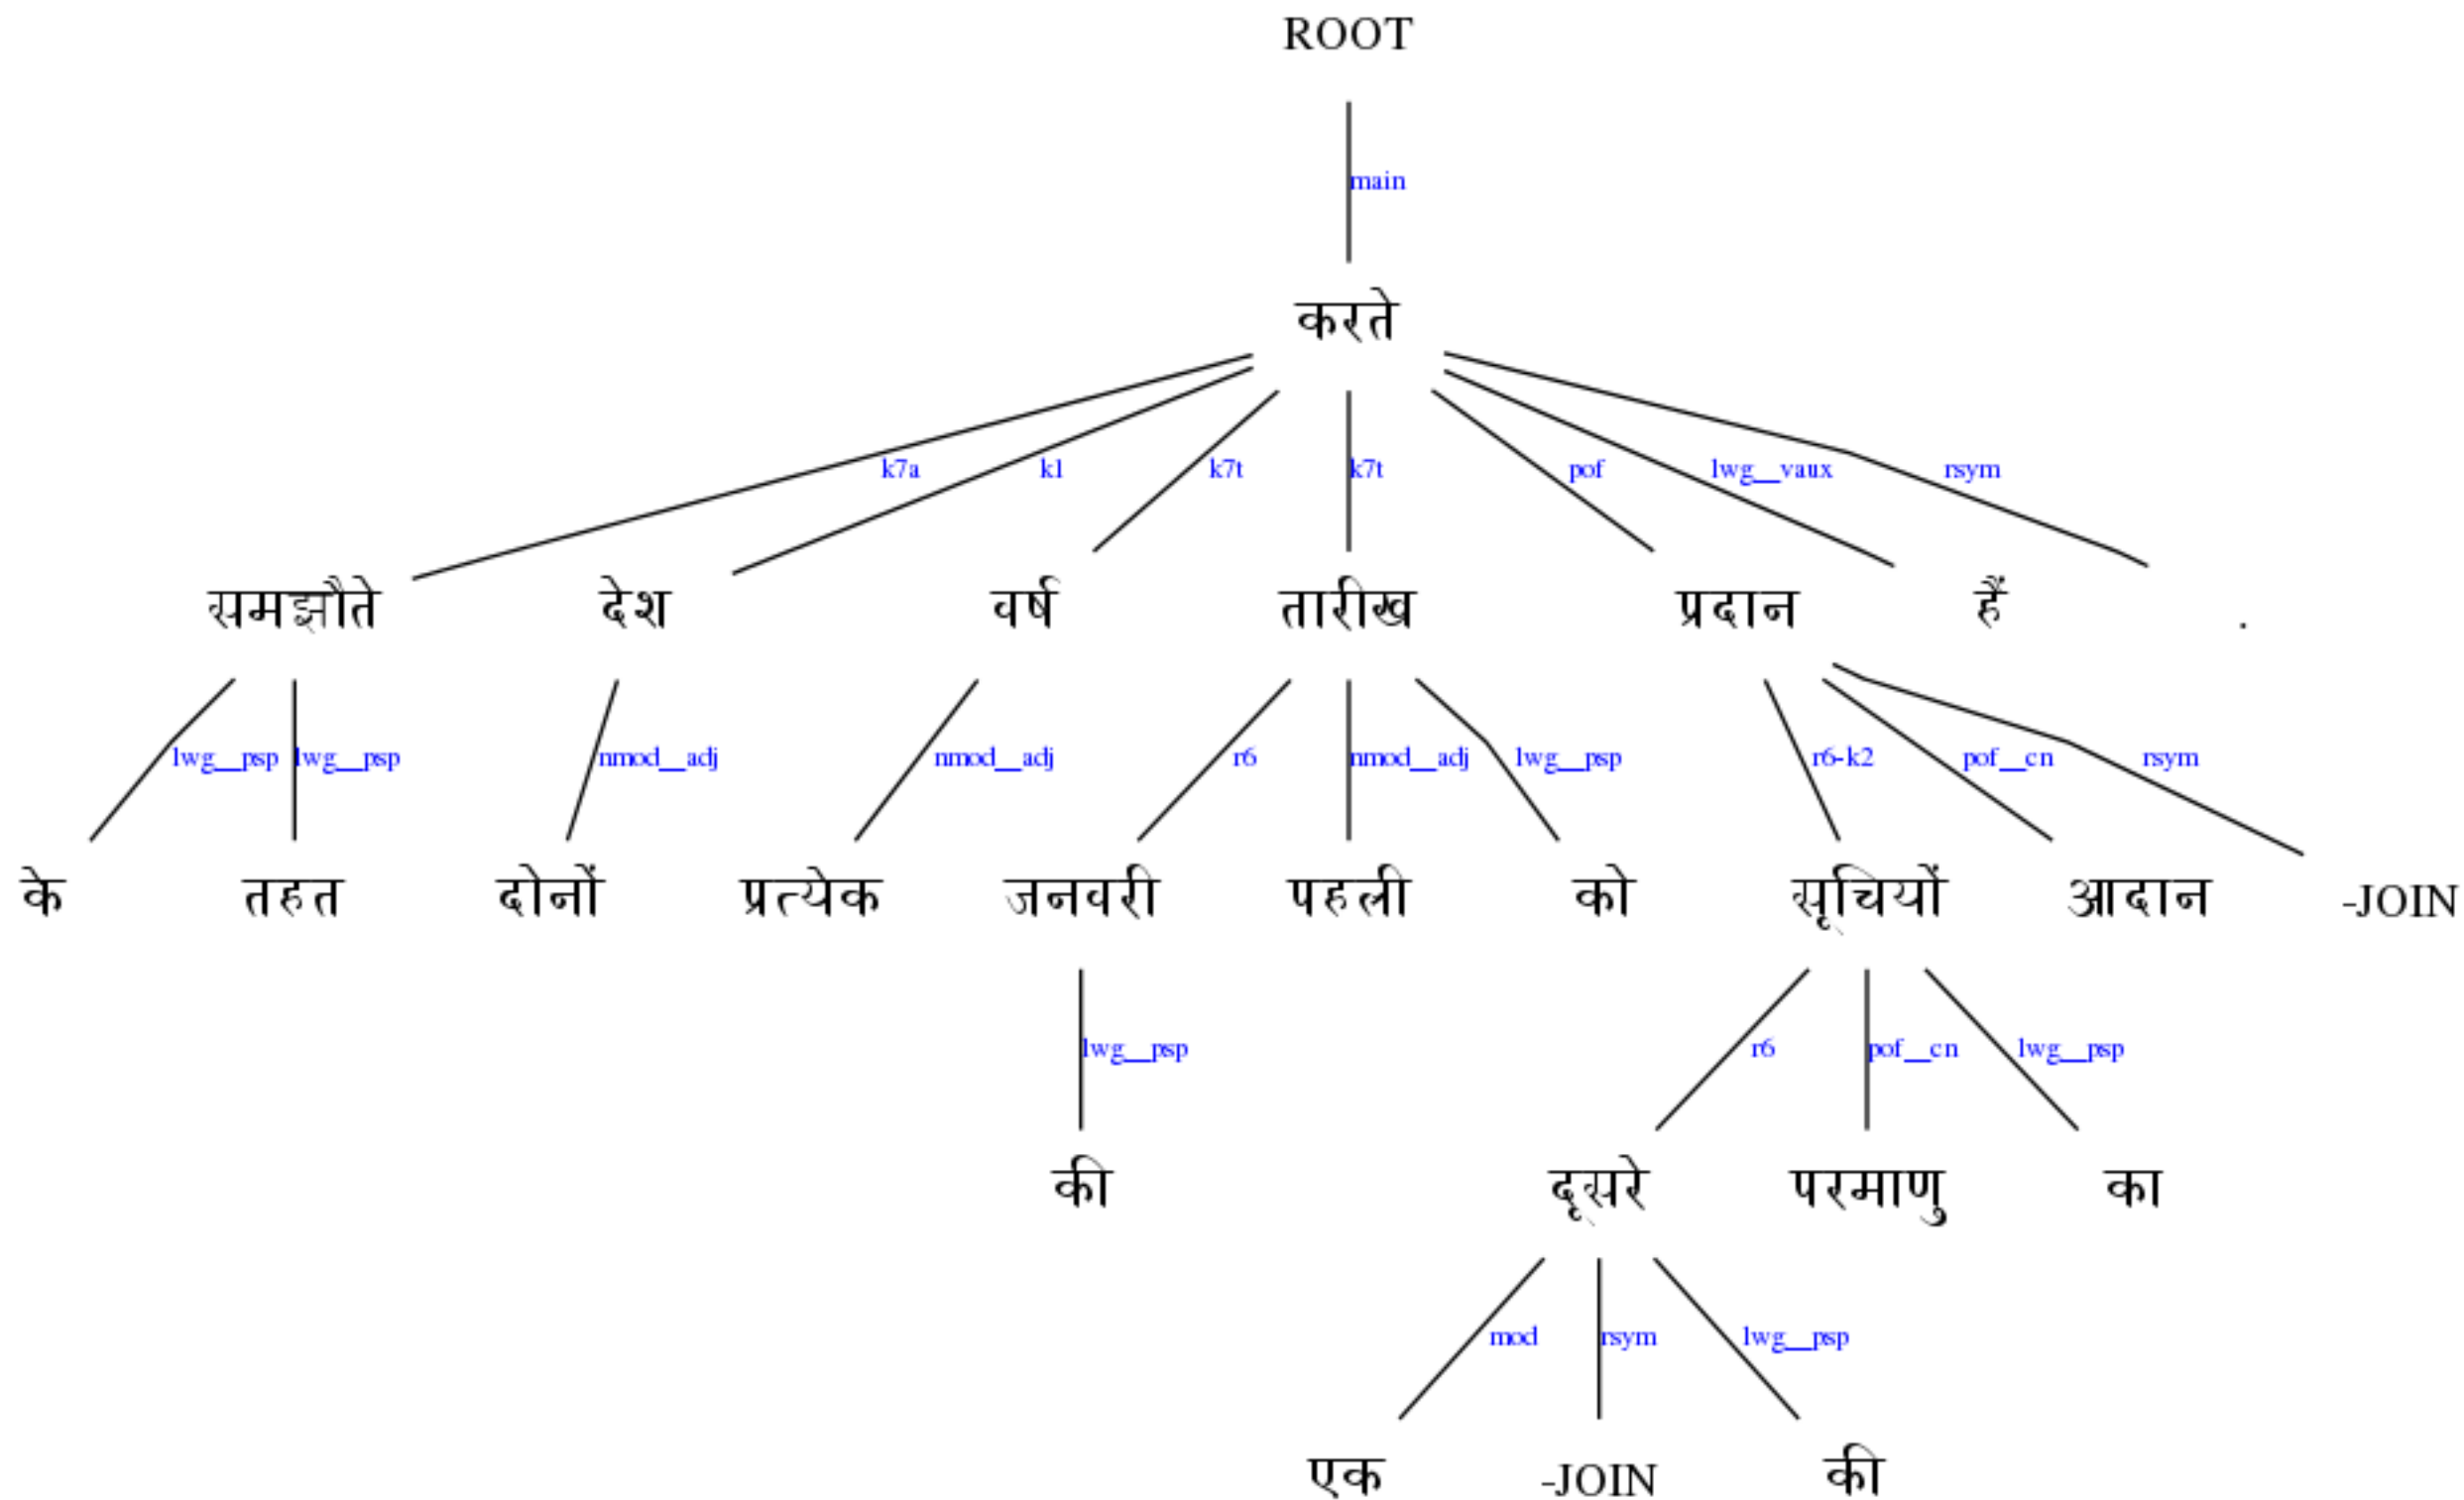 ROOT
main
करते
k7a k1 k7t k7t pof lwg__vaux rsym
समझौते देश वर्ष तारीख प्रदान हैं .
lwg__psp lwg__psp nmod__adj nmod__adj r6 nmod__adj lwg__psp r6-k2 pof__cn rsym
के तहत दोनों प्रत्येक जनवरी पहली को सूचियों आदान -JOIN
lwg__psp r6 pof__cn lwg__psp
की दूसरे परमाणु का
mod rsym lwg__psp
एक -JOIN की